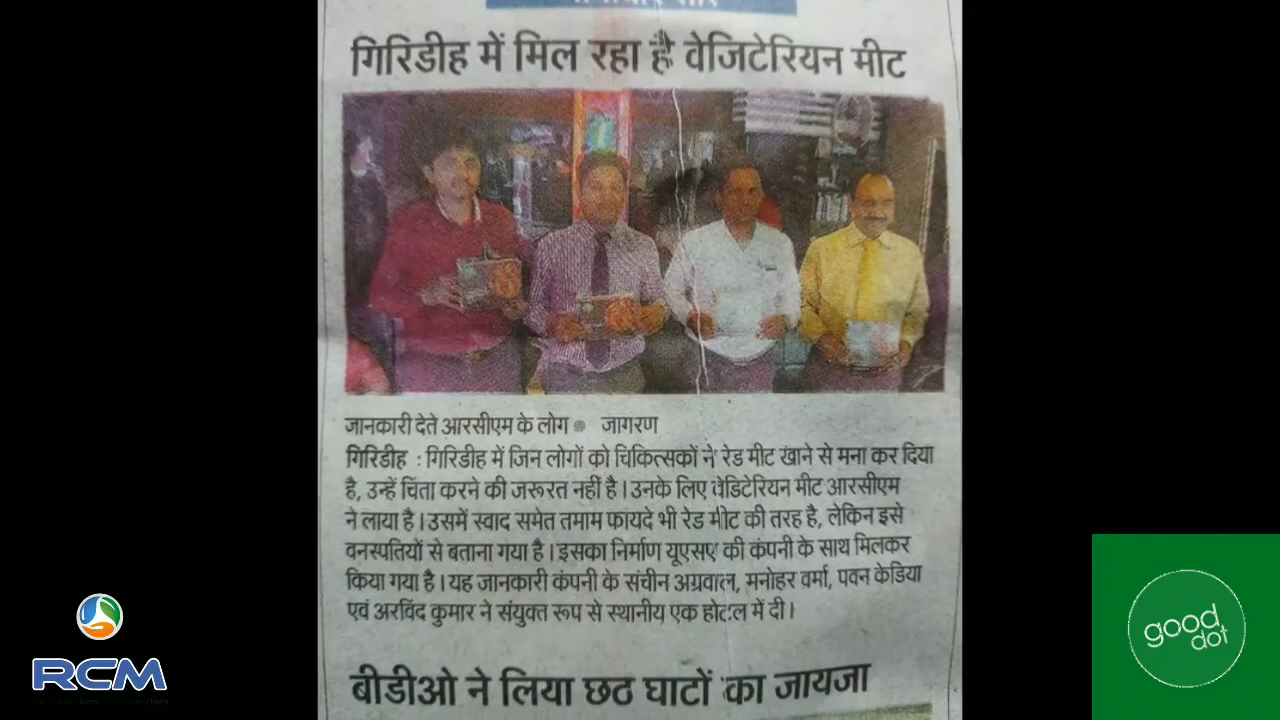 गिरिडीह में मिल रहा है वेजिटेरियन मीट
जानकारी देते आरसीएम के लोग ● जागरण
गिरिडीह : गिरिडीह में जिन लोगों को चिकित्सकों ने रेड मीट खाने से मना कर दिया
है, उन्हें चिंता करने की जरूरत नहीं है। उनके लिए वेडिटेरियन मीट आरसीएम
ने लाया है। उसमें स्वाद समेत तमाम फायदे भी रेड मीट की तरह है, लेकिन इसे
वनस्पतियों से बताना गया है। इसका निर्माण यूएसए की कंपनी के साथ मिलकर
किया गया है। यह जानकारी कंपनी के संचीन अग्रवाल, मनोहर वर्मा, पवन केडिया
एवं अरविंद कुमार ने संयुक्त रूप से स्थानीय एक होटल में दी।
बीडीओ ने लिया छठ घाटों का जायजा
RCM
good
dot